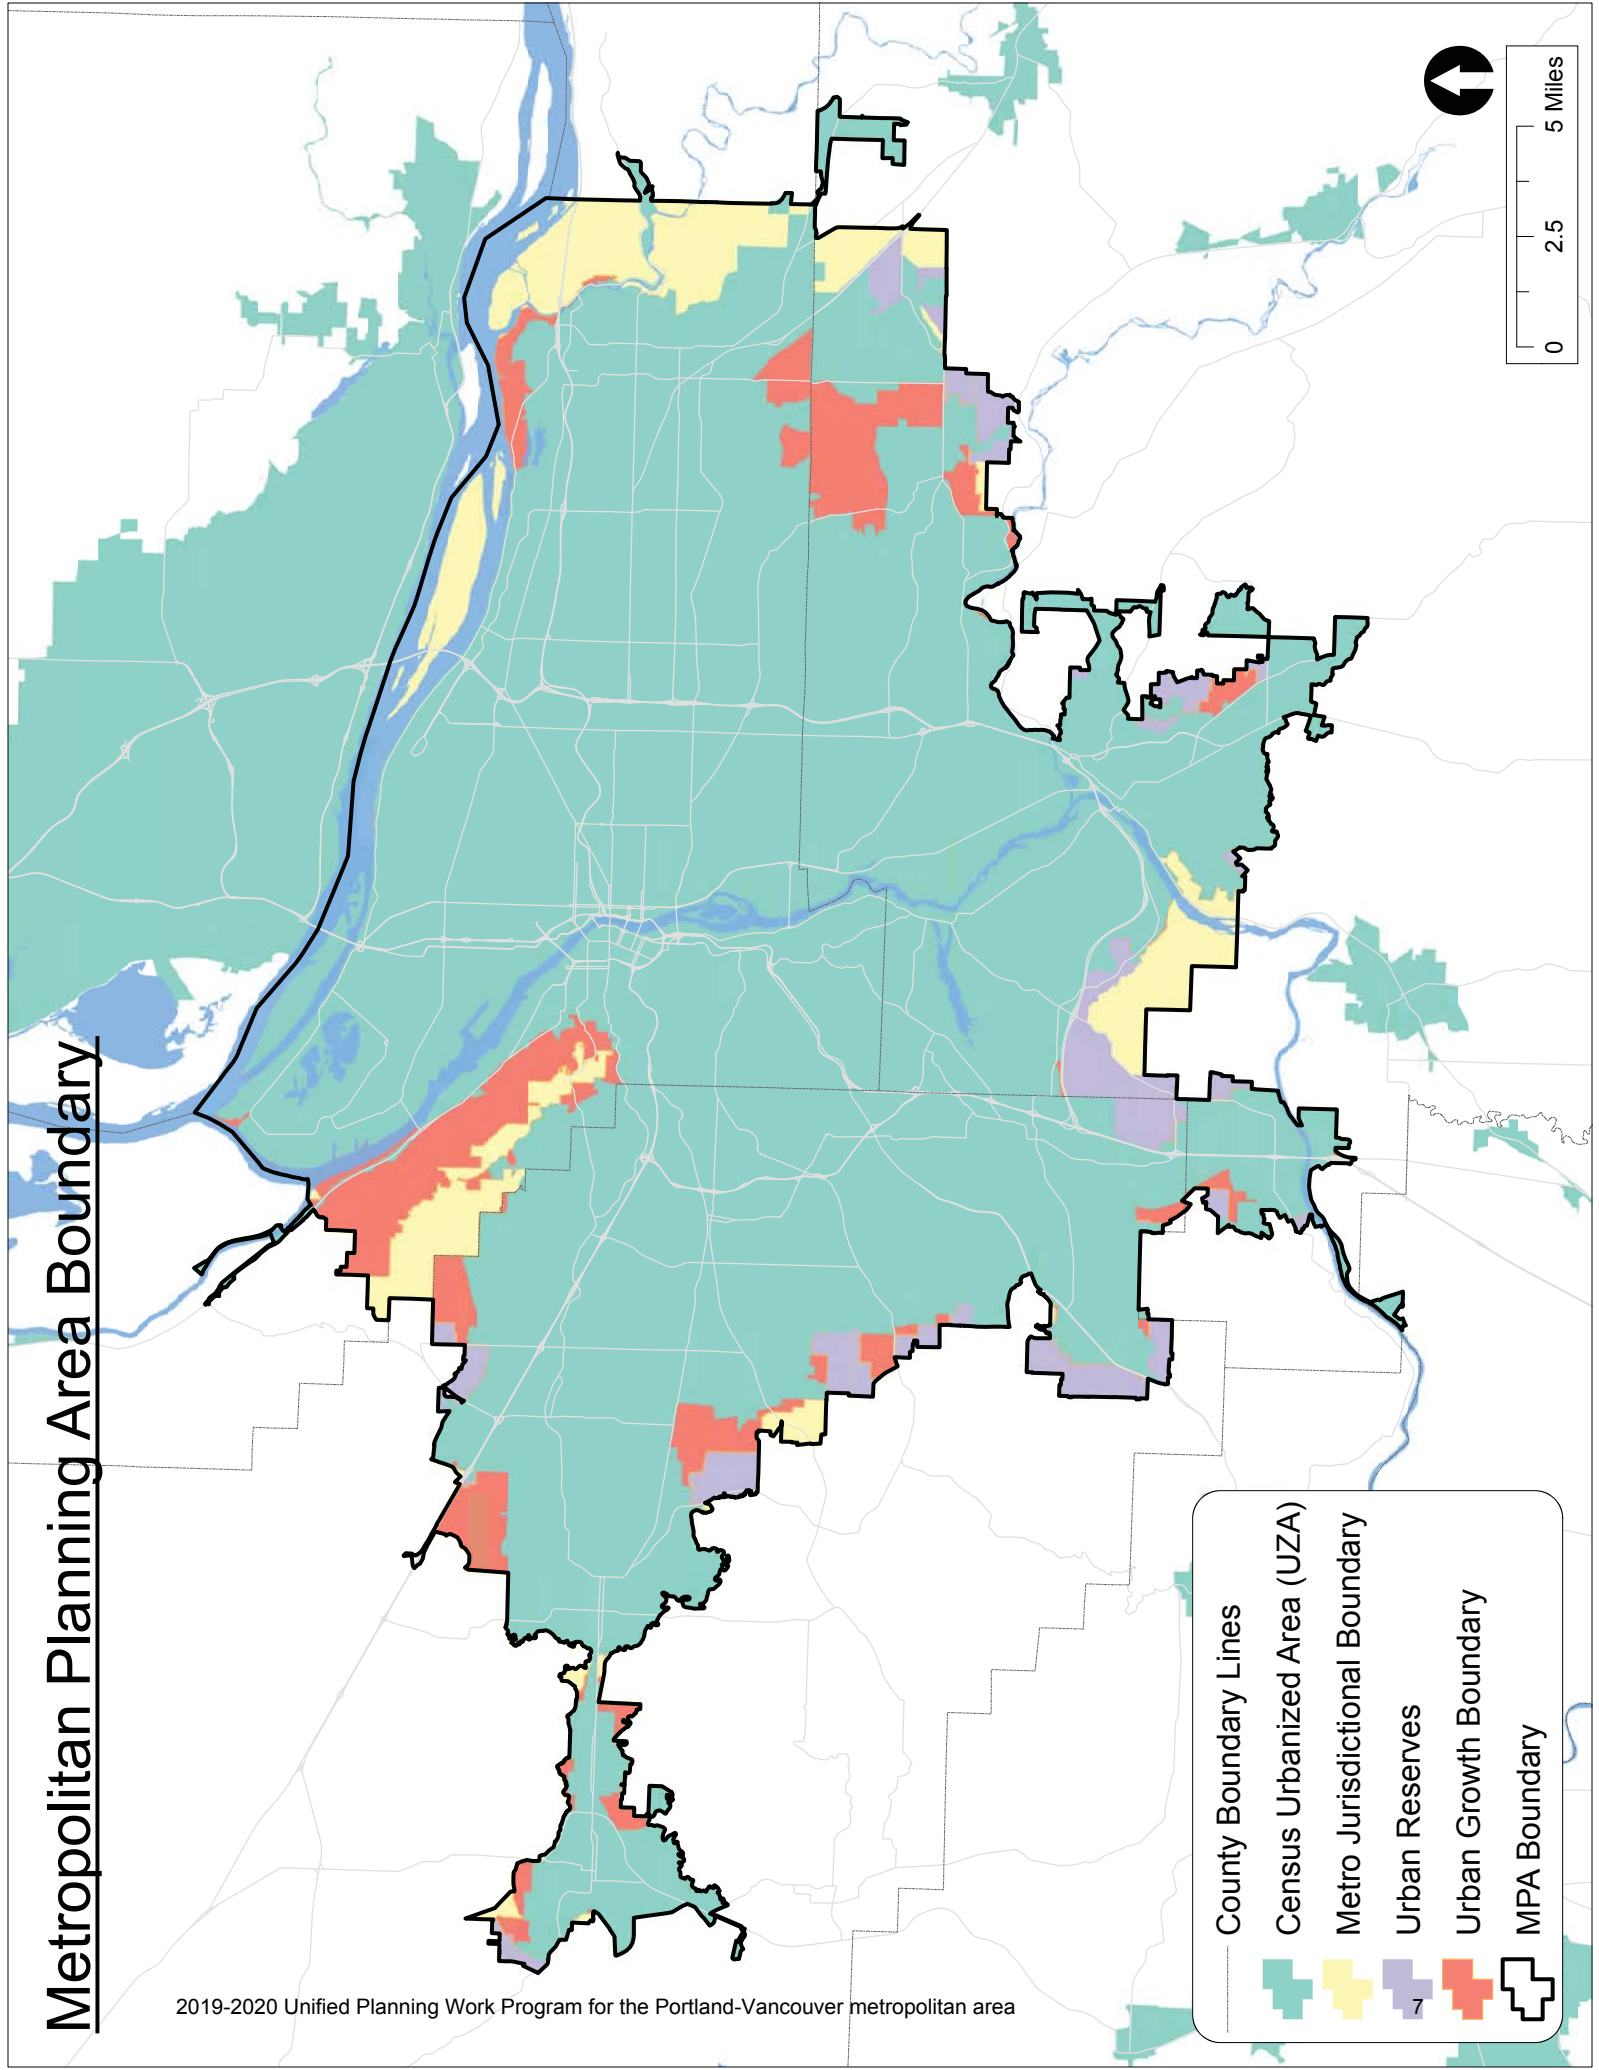 Metropolitan Planning Area Boundary
0 2.5 5 Miles
County Boundary Lines
Census Urbanized Area (UZA)
Metro Jurisdictional Boundary
Urban Reserves
Urban Growth Boundary
MPA Boundary
2019-2020 Unified Planning Work Program for the Portland-Vancouver metropolitan area
7